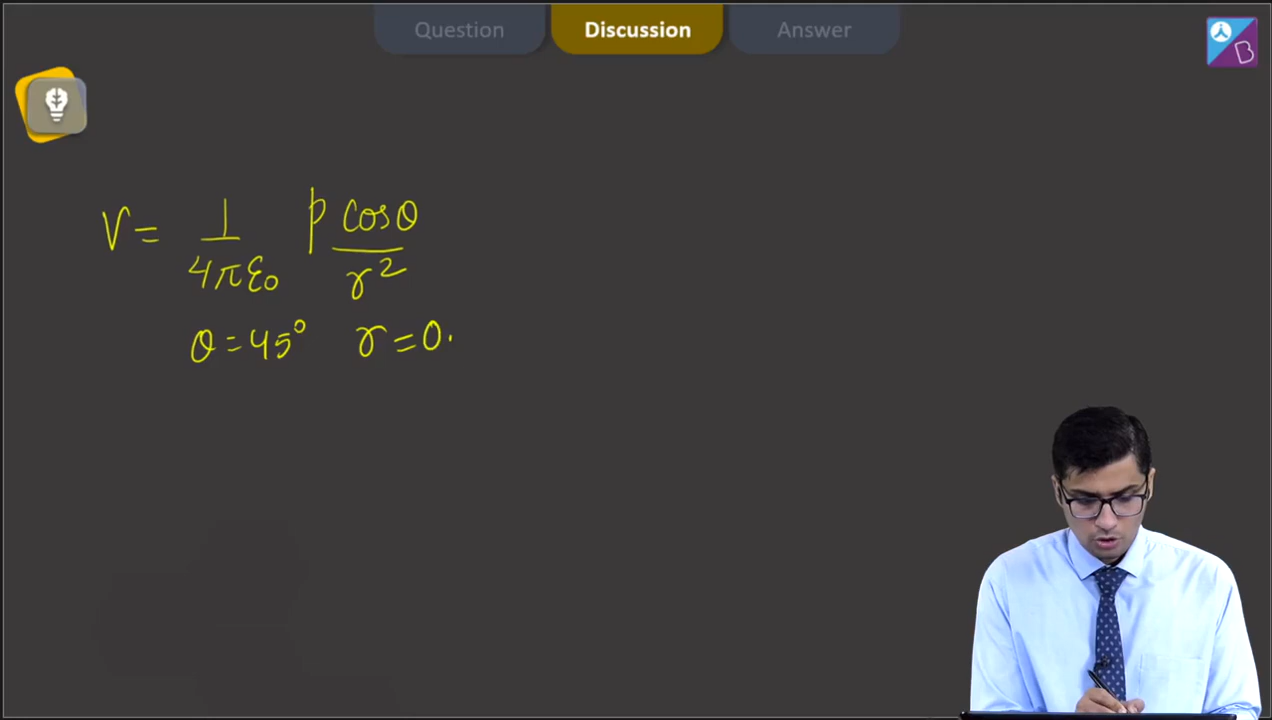 Question Discussion Answer
B
V = 1/4πε₀ p cosθ/r²
θ = 45° r = 0.